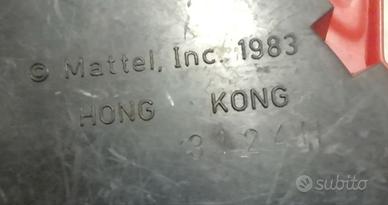 © Mattel, Inc. 1983
HONG KONG
subito